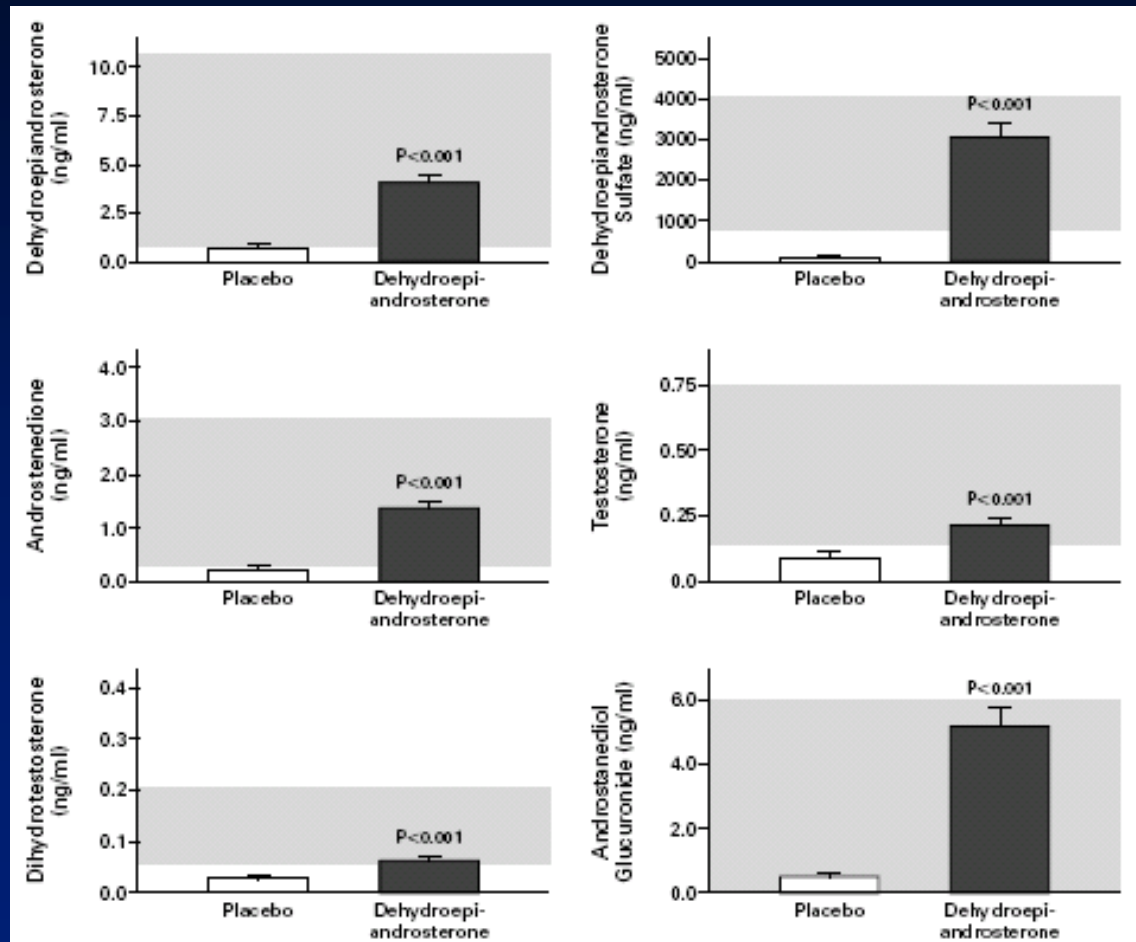 Dehydroepiandrosterone
(ng/ml)
10.0
7.5
5.0
2.5
0.0
P<0.001
Placebo
Dehydroepi-
androsterone
Dehydroepiandrosterone
Sulfate (ng/ml)
5000
4000
3000
2000
1000
0
P<0.001
Placebo
Dehydroepi-
androsterone
Androstenedione
(ng/ml)
4.0
3.0
2.0
1.0
0.0
P<0.001
Placebo
Dehydroepi-
androsterone
Testosterone
(ng/ml)
0.75
0.50
0.25
0.0
P<0.001
Placebo
Dehydroepi-
androsterone
Dihydrotestosterone
(ng/ml)
0.4
0.3
0.2
0.1
0.0
P<0.001
Placebo
Dehydroepi-
androsterone
Androstanediol
Glucuronide (ng/ml)
6.0
4.0
2.0
0.0
P<0.001
Placebo
Dehydroepi-
androsterone